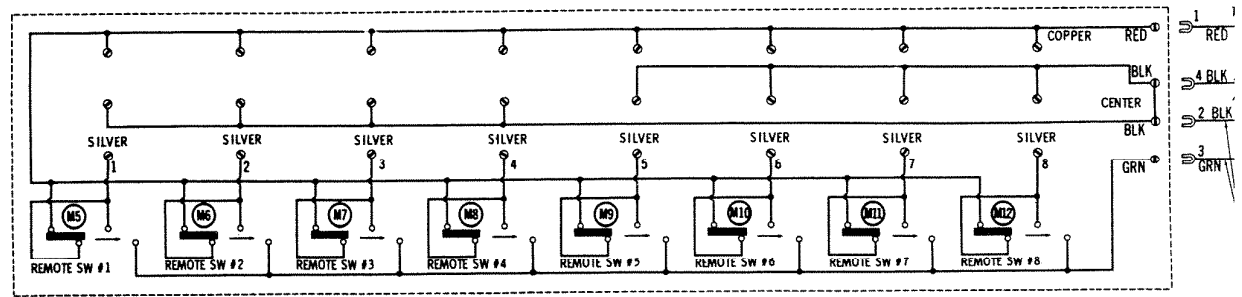 1
COPPER RED RED
BLK 4 BLK
CENTER
2 BLK
BLK
SILVER SILVER SILVER SILVER SILVER SILVER SILVER SILVER
1 2 3 4 5 6 7 8
3
GRN GRN
M5 M6 M7 M8 M9 M10 M11 M12
REMOTE SW #1 REMOTE SW #2 REMOTE SW #3 REMOTE SW #4 REMOTE SW #5 REMOTE SW #6 REMOTE SW #7 REMOTE SW #8